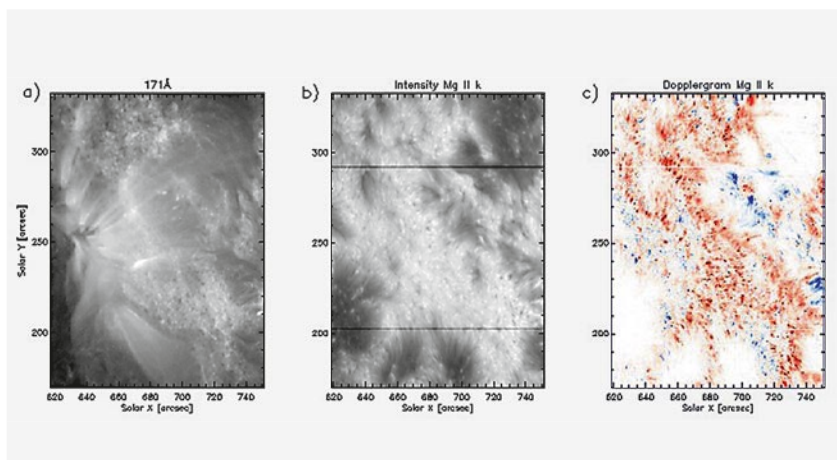 a)
171Å
300
250
200
Solar Y [arcsec]
620 640 660 680 700 720 740
Solar X [arcsec]
b)
Intensity Mg II k
300
250
200
620 640 660 680 700 720 740
Solar X [arcsec]
c)
Dopplergram Mg II k
300
250
200
620 640 660 680 700 720 740
Solar X [arcsec]